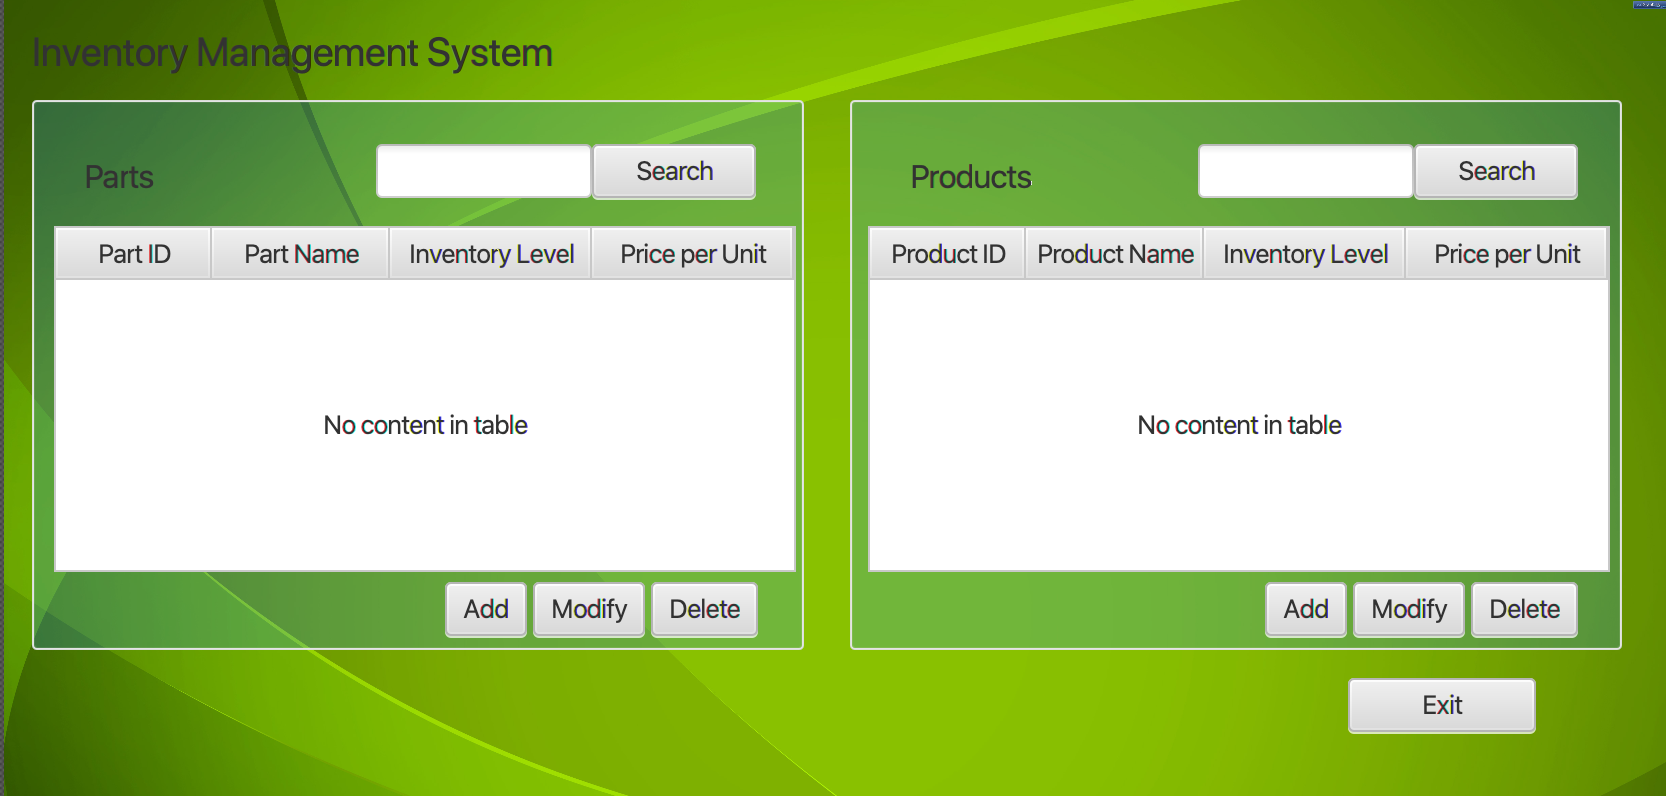 Inventory Management System
Parts
Search
Part ID Part Name Inventory Level Price per Unit
No content in table
Add Modify Delete
Products
Search
Product ID Product Name Inventory Level Price per Unit
No content in table
Add Modify Delete
Exit